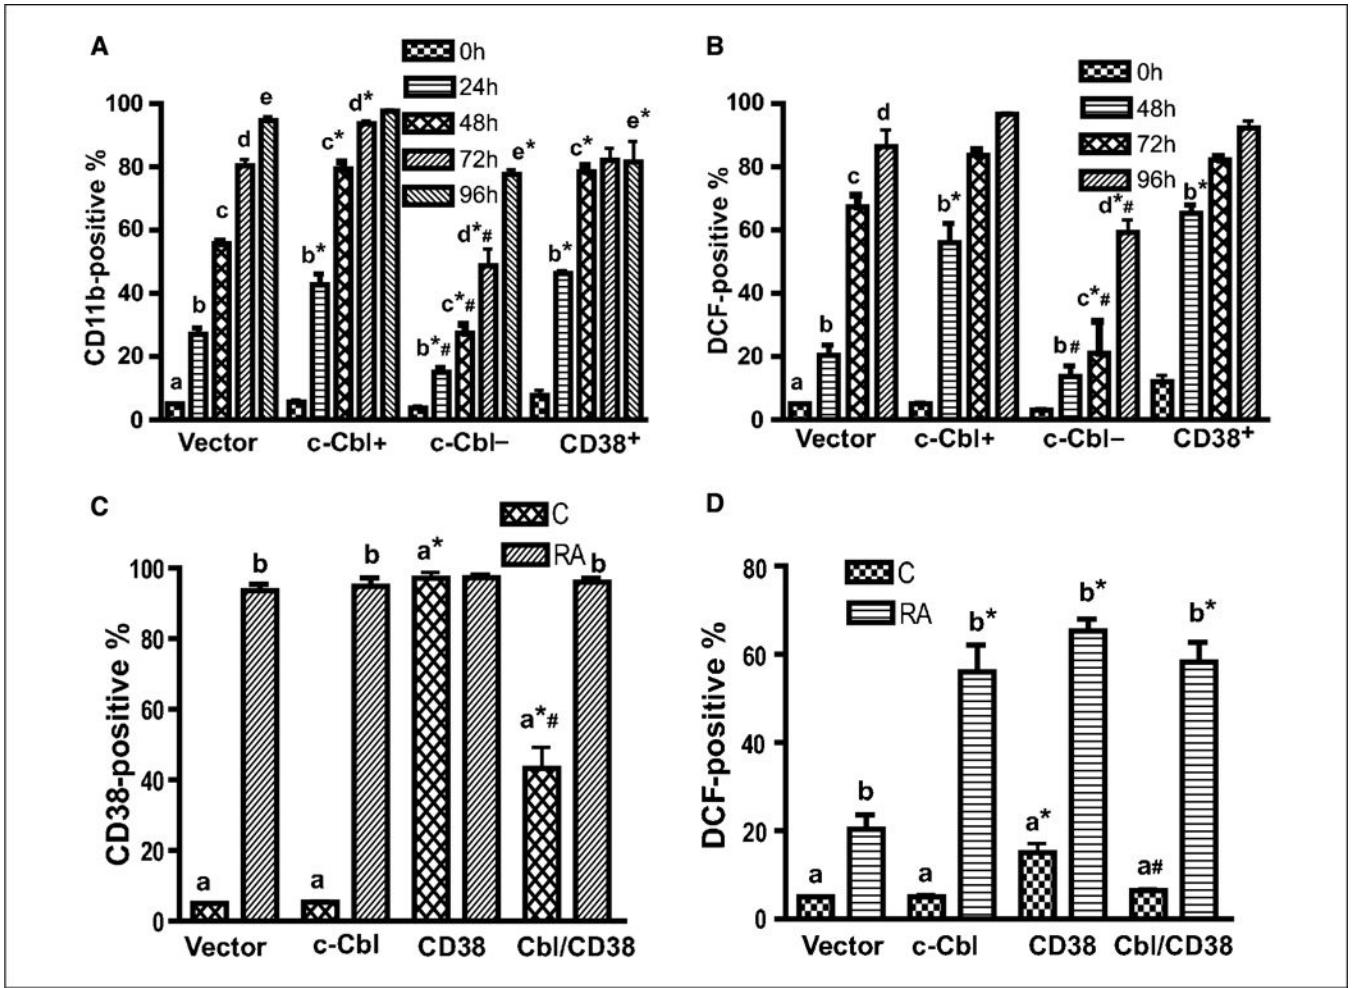 A
0h
24h
48h
72h
96h
CD11b-positive %
100
80
60
40
20
0
a
b
c
d
e
b*
c*
d*
b*#
c*#
d*#
e*
b*
c*
e*
Vector
c-Cbl+
c-Cbl–
CD38+
B
0h
48h
72h
96h
DCF-positive %
100
80
60
40
20
0
a
b
c
d
b*
b#
c*#
d*#
b*
Vector
c-Cbl+
c-Cbl–
CD38+
C
C
RA
CD38-positive %
100
80
60
40
20
0
a
b
a
b
a*
a*#
b
Vector
c-Cbl
CD38
Cbl/CD38
D
C
RA
DCF-positive %
80
60
40
20
0
a
b
a
b*
a*
b*
a#
b*
Vector
c-Cbl
CD38
Cbl/CD38